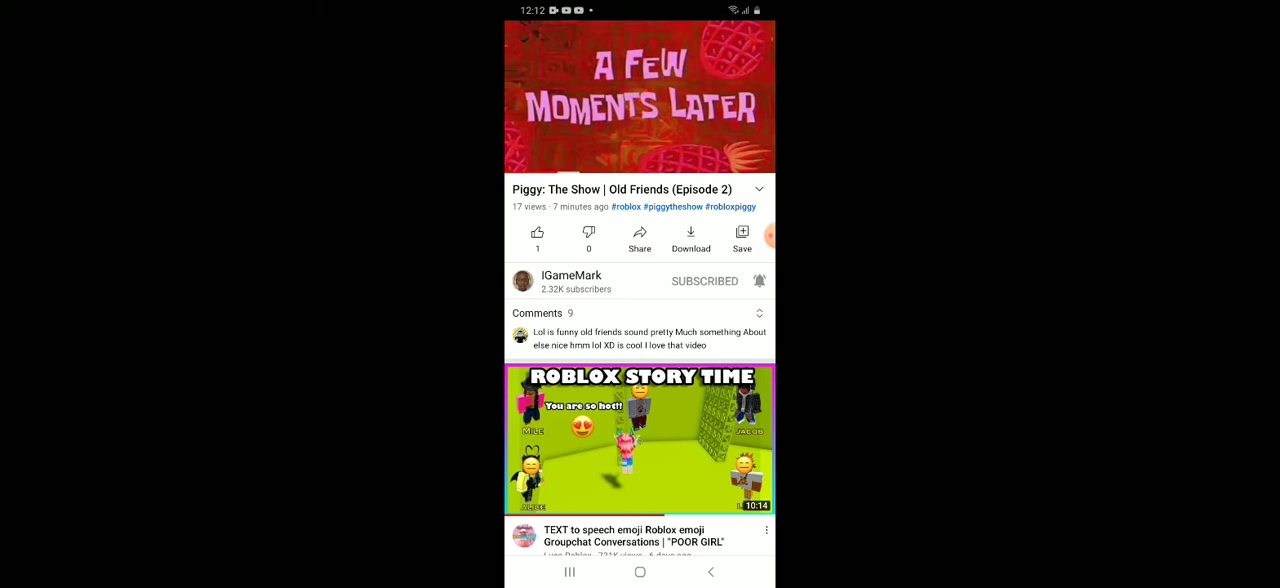 12:12
A FEW
MOMENTS LATER
Piggy: The Show | Old Friends (Episode 2)
17 views · 7 minutes ago #roblox #piggytheshow #robloxpiggy
1 0 Share Download Save
IGameMark
2.32K subscribers
SUBSCRIBED
Comments 9
Lol is funny old friends sound pretty Much something About
else nice hmm lol XD is cool I love that video
ROBLOX STORY TIME
You are so hot!!
MILE
JACOB
ALICE
10:14
TEXT to speech emoji Roblox emoji
Groupchat Conversations | "POOR GIRL"